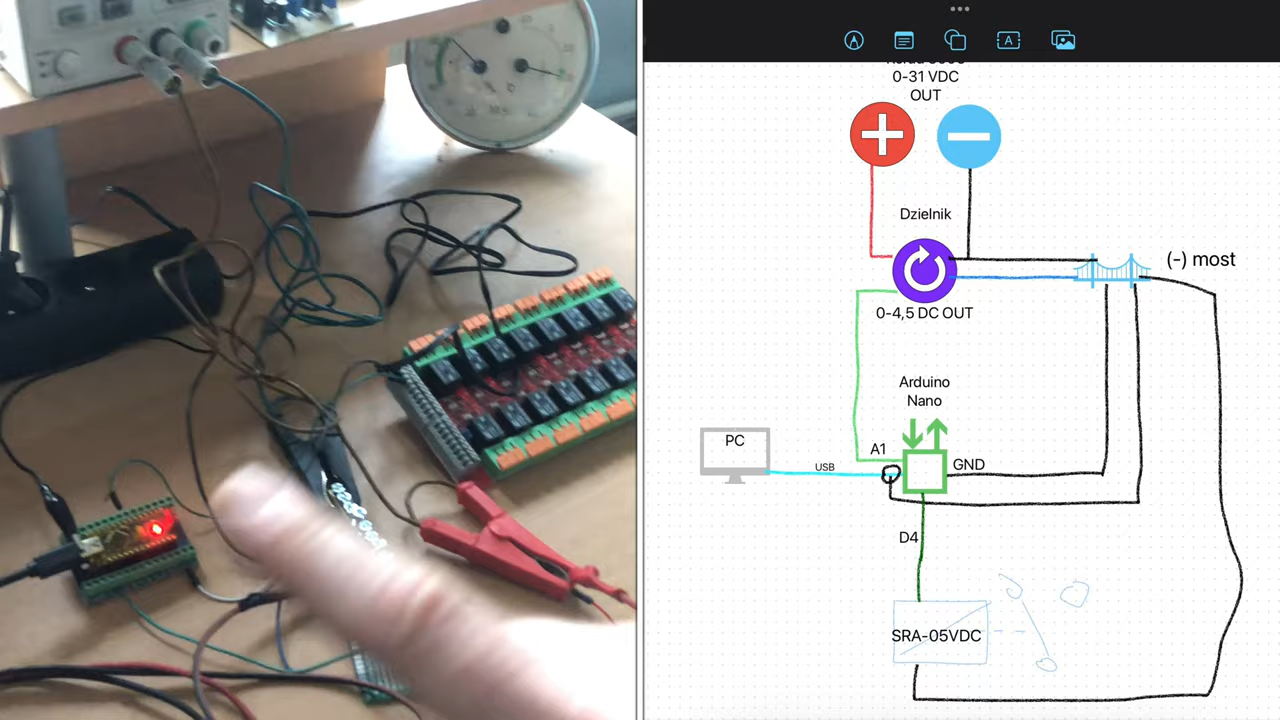 0-31 VDC
OUT
Dzielnik
(-) most
0-4,5 DC OUT
Arduino
Nano
PC
A1
USB
GND
D4
SRA-05VDC